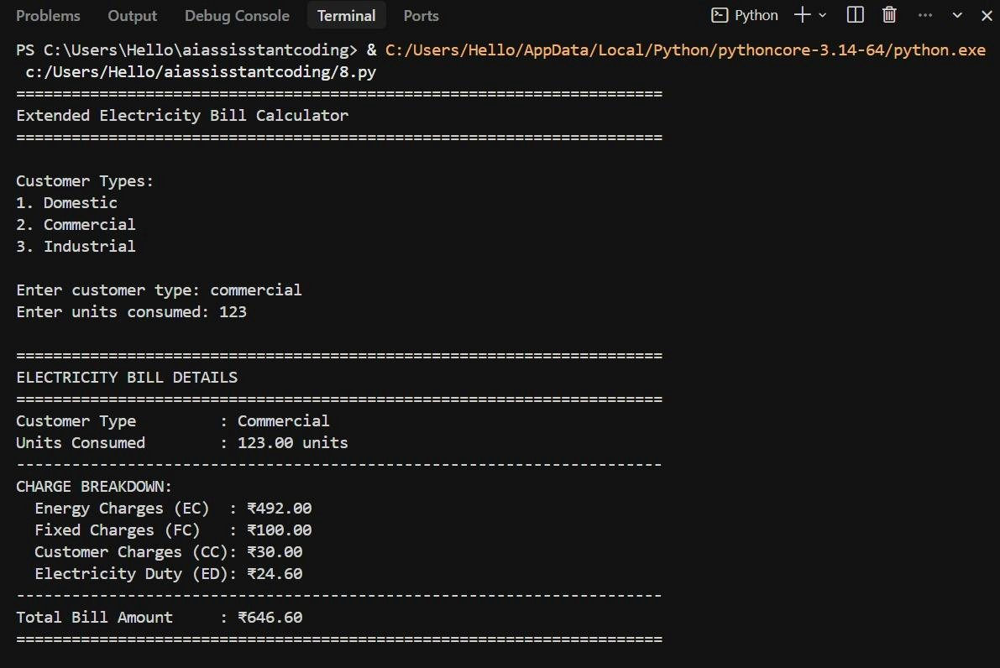 Problems Output Debug Console Terminal Ports Python
PS C:\Users\Hello\aiassisstantcoding> & C:/Users/Hello/AppData/Local/Python/pythoncore-3.14-64/python.exe
c:/Users/Hello/aiassisstantcoding/8.py
======================================================================
Extended Electricity Bill Calculator
======================================================================
Customer Types:
1. Domestic
2. Commercial
3. Industrial
Enter customer type: commercial
Enter units consumed: 123
======================================================================
ELECTRICITY BILL DETAILS
======================================================================
Customer Type         : Commercial
Units Consumed        : 123.00 units
----------------------------------------------------------------------
CHARGE BREAKDOWN:
  Energy Charges (EC)  : ₹492.00
  Fixed Charges (FC)   : ₹100.00
  Customer Charges (CC): ₹30.00
  Electricity Duty (ED): ₹24.60
----------------------------------------------------------------------
Total Bill Amount     : ₹646.60
======================================================================